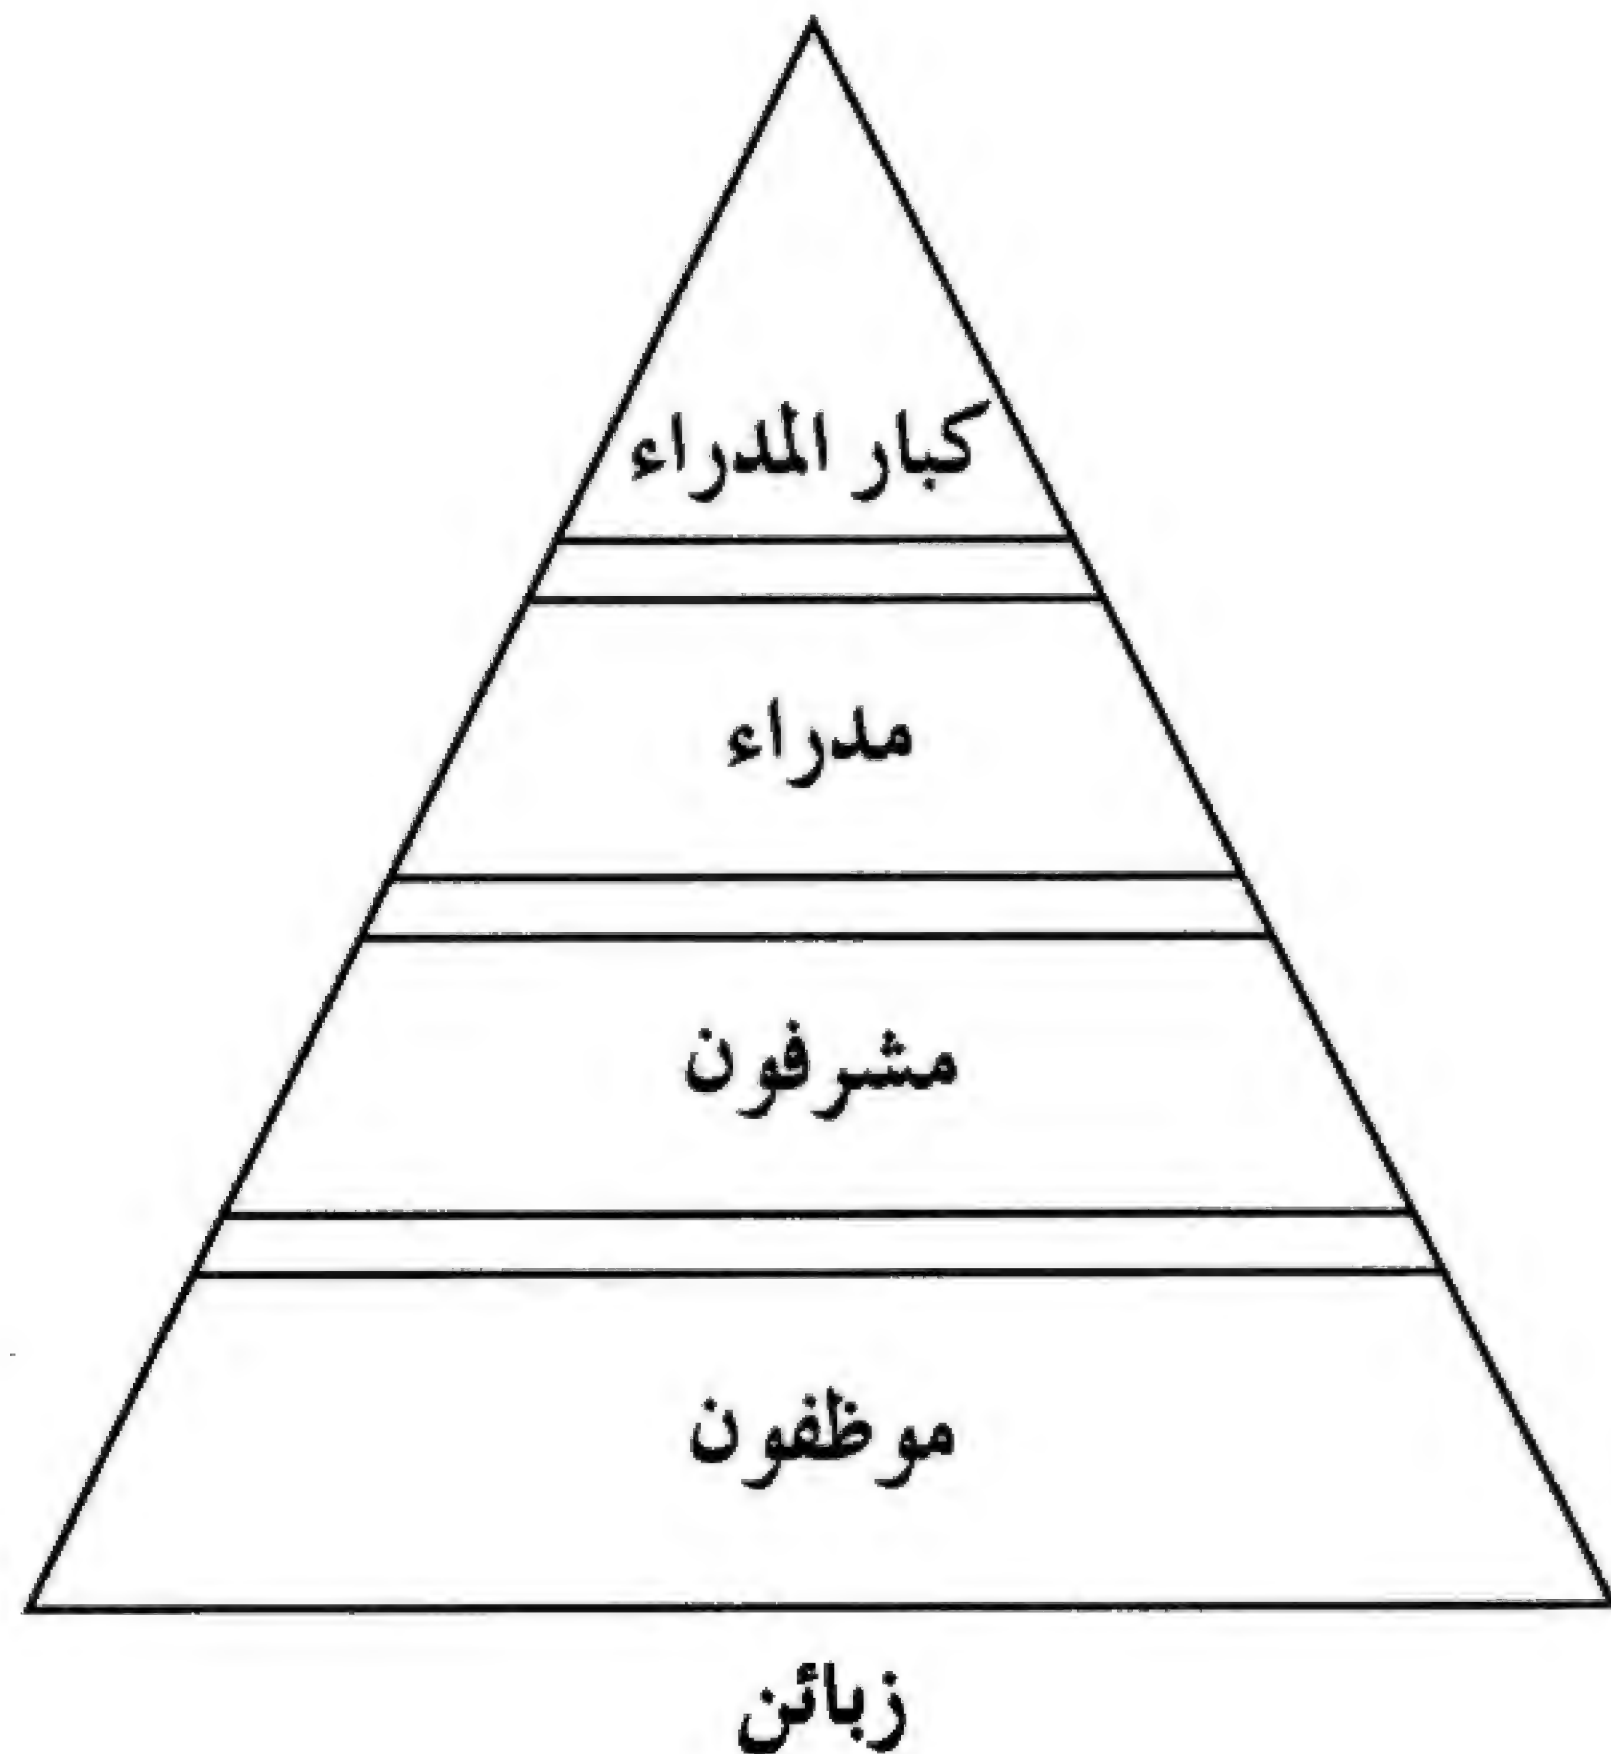 كبار المدراء
مدراء
مشرفون
موظفون
زبائن